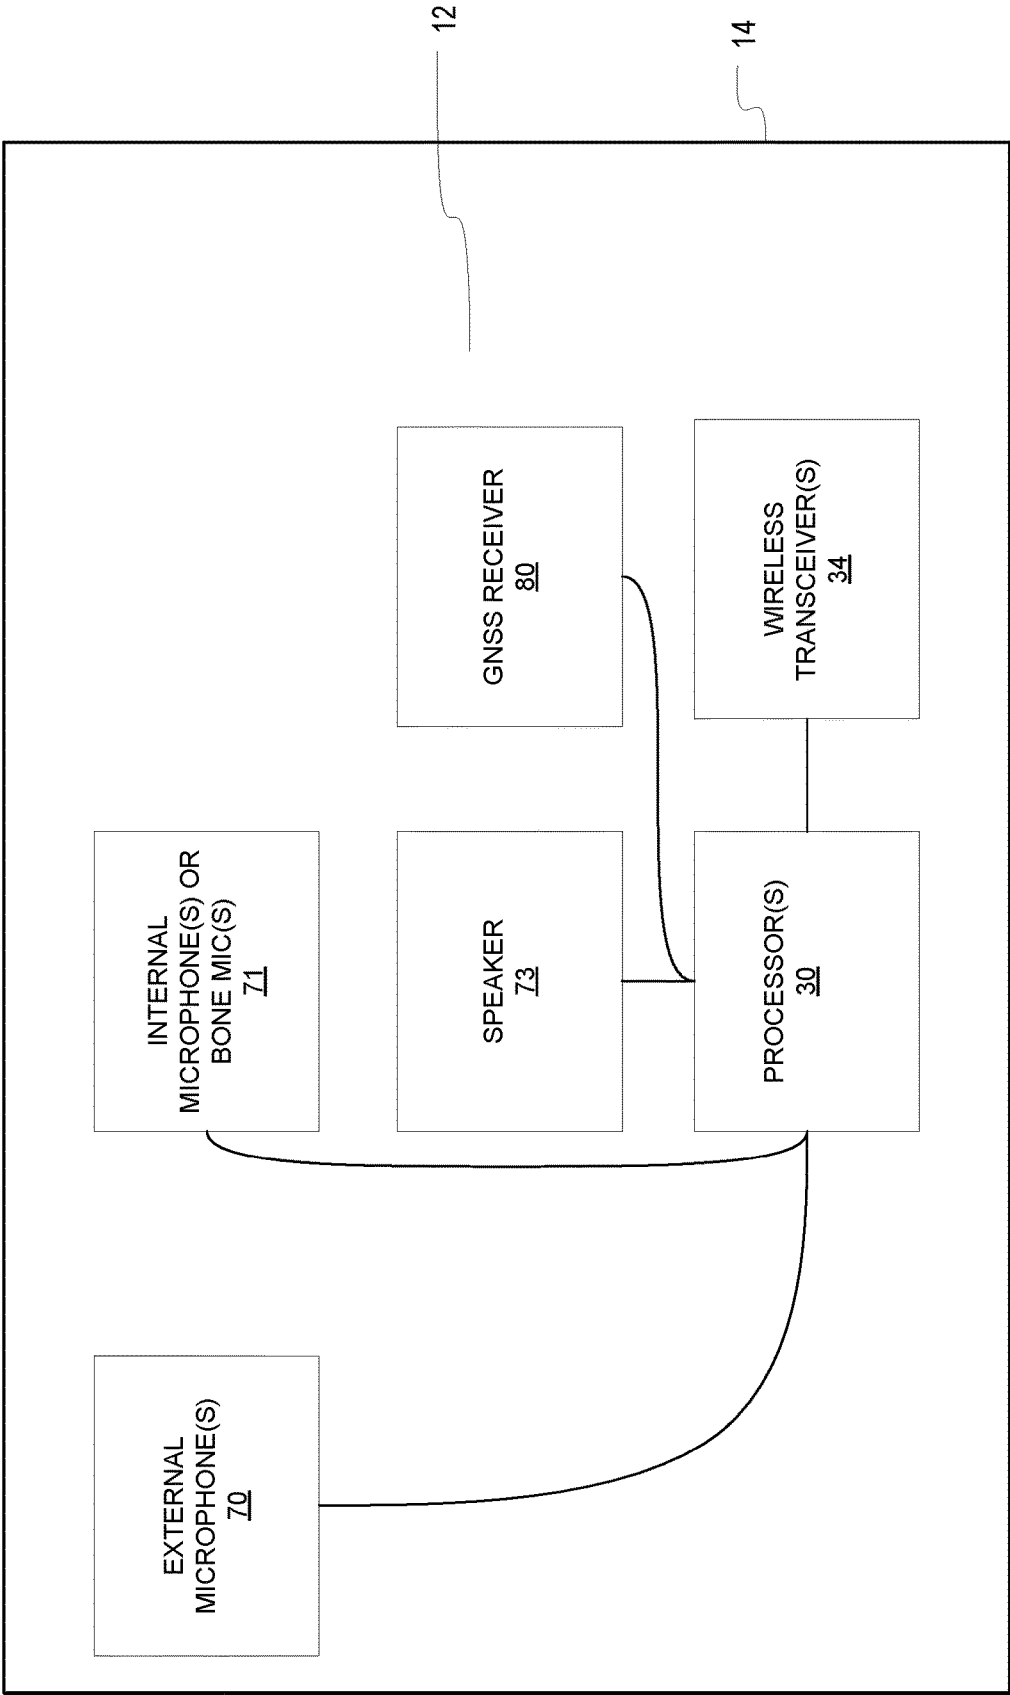 EXTERNAL
MICROPHONE(S)
70
INTERNAL
MICROPHONE(S) OR
BONE MIC(S)
71
SPEAKER
73
GNSS RECEIVER
80
PROCESSOR(S)
30
WIRELESS
TRANSCEIVER(S)
34
12
14